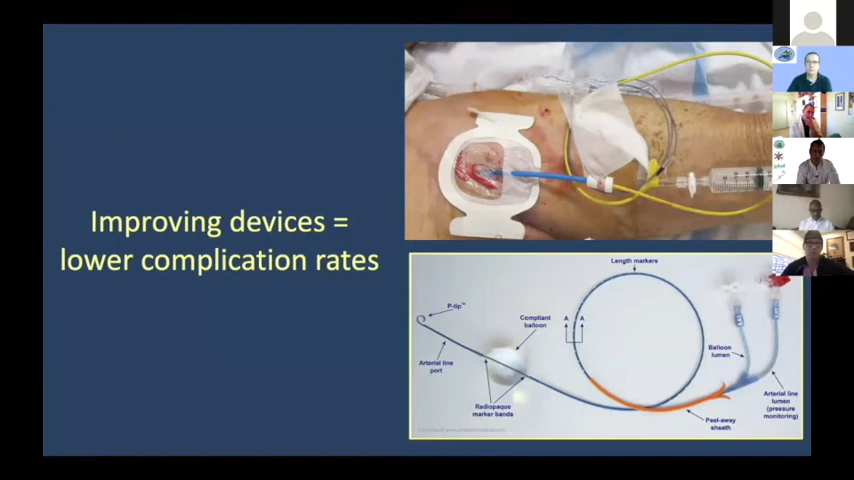 Improving devices =
lower complication rates
Length markers
P-tip™
Compliant
balloon
A A
Arterial line
port
Balloon
lumen
Radiopaque
marker bands
Arterial line
lumen
(pressure
monitoring)
Peel-away
sheath